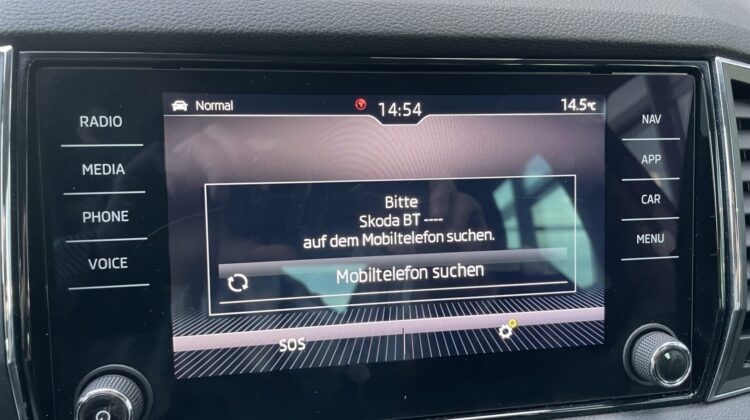 Normal
14:54
14.5°C
RADIO
MEDIA
PHONE
VOICE
Bitte
Skoda BT ----
auf dem Mobiltelefon suchen.
Mobiltelefon suchen
SOS
NAV
APP
CAR
MENU